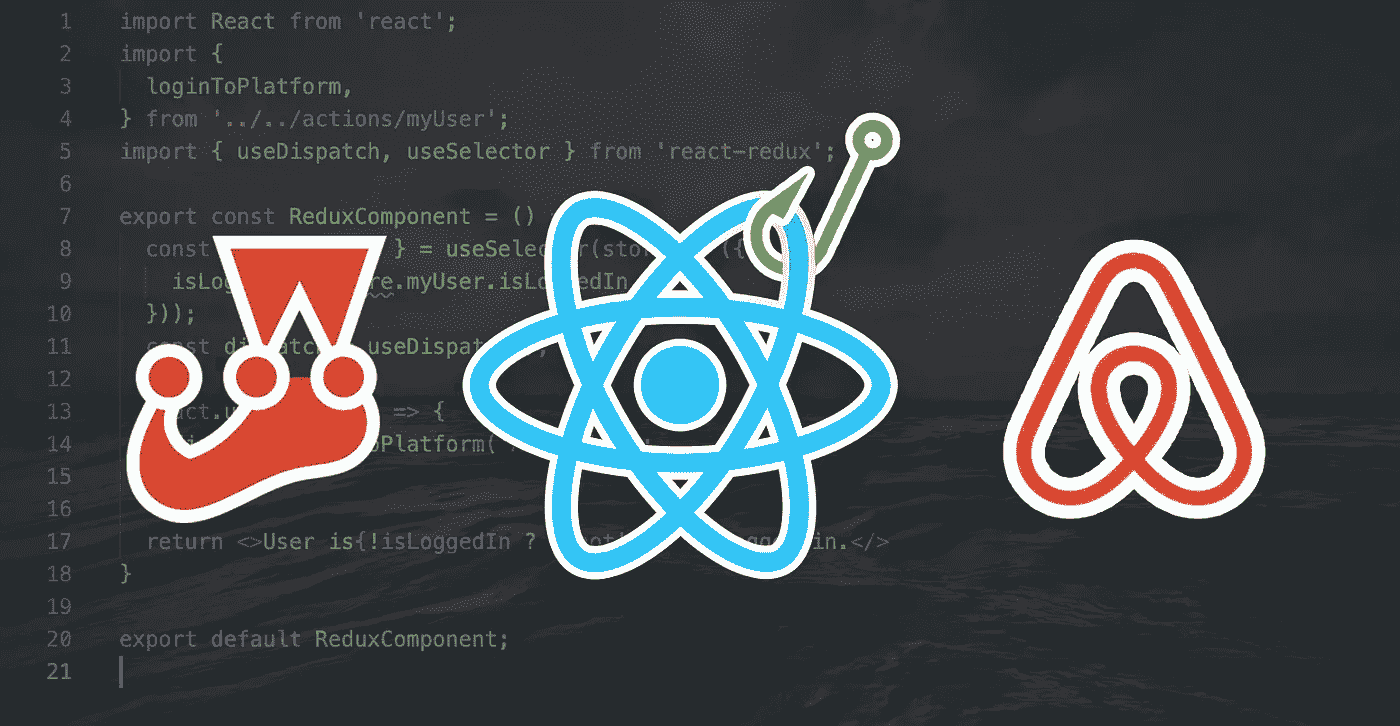 1 import React from 'react';
2 import {
3 loginToPlatform,
4 } from '../../actions/myUser';
5 import { useDispatch, useSelector } from 'react-redux';
6
7 export const ReduxComponent = ()
8 const } = ({
9 .myUser.
10 }));
11
12
13 => {
14
15
16
17 return <>User is{!isLoggedIn ? in.</>
18 }
19
20 export default ReduxComponent;
21